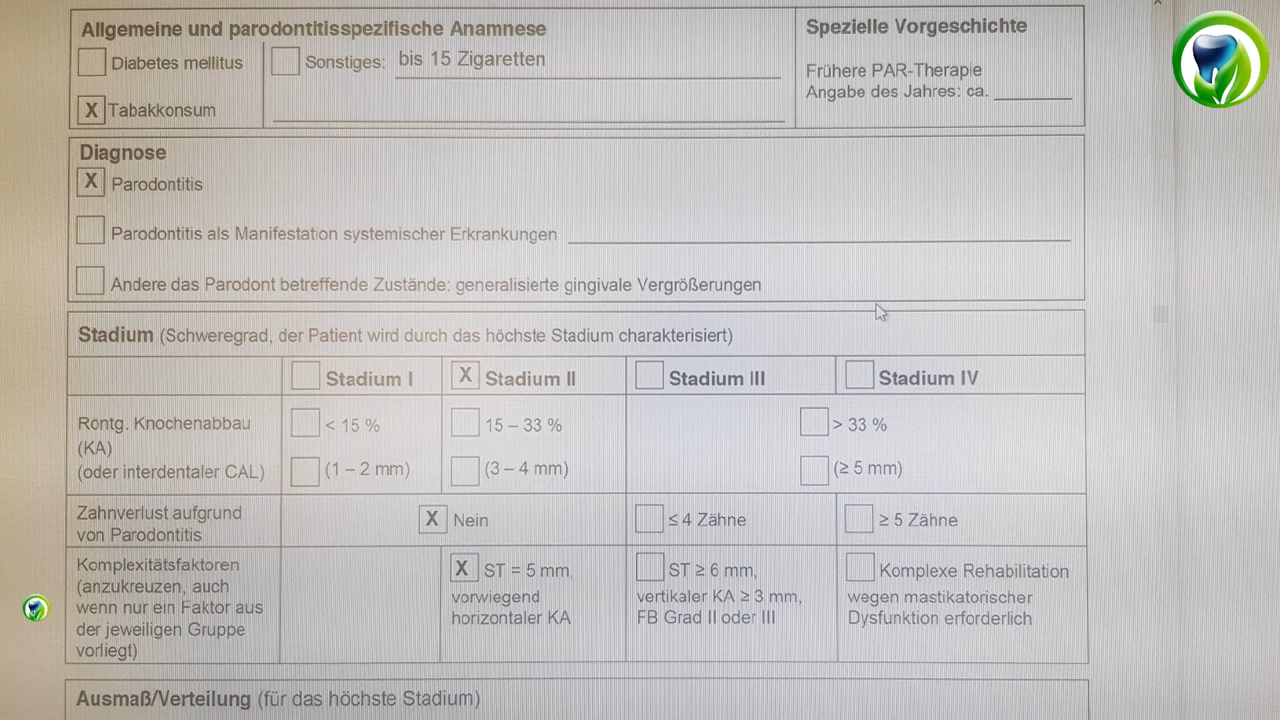 Allgemeine und parodontitisspezifische Anamnese
Spezielle Vorgeschichte
Diabetes mellitus
Sonstiges: bis 15 Zigaretten
X Tabakkonsum
Frühere PAR-Therapie
Angabe des Jahres: ca.
Diagnose
X Parodontitis
Parodontitis als Manifestation systemischer Erkrankungen
Andere das Parodont betreffende Zustände: generalisierte gingivale Vergrößerungen
Stadium (Schweregrad, der Patient wird durch das höchste Stadium charakterisiert)
Stadium I
X Stadium II
Stadium III
Stadium IV
Röntg. Knochenabbau
(KA)
(oder interdentaler CAL)
< 15 %
15 – 33 %
> 33 %
(1 – 2 mm)
(3 – 4 mm)
(≥ 5 mm)
Zahnverlust aufgrund
von Parodontitis
X Nein
≤ 4 Zähne
≥ 5 Zähne
Komplexitätsfaktoren
(anzukreuzen, auch
wenn nur ein Faktor aus
der jeweiligen Gruppe
vorliegt)
X ST = 5 mm,
vorwiegend
horizontaler KA
ST ≥ 6 mm,
vertikaler KA ≥ 3 mm,
FB Grad II oder III
Komplexe Rehabilitation
wegen mastikatorischer
Dysfunktion erforderlich
Ausmaß/Verteilung (für das höchste Stadium)